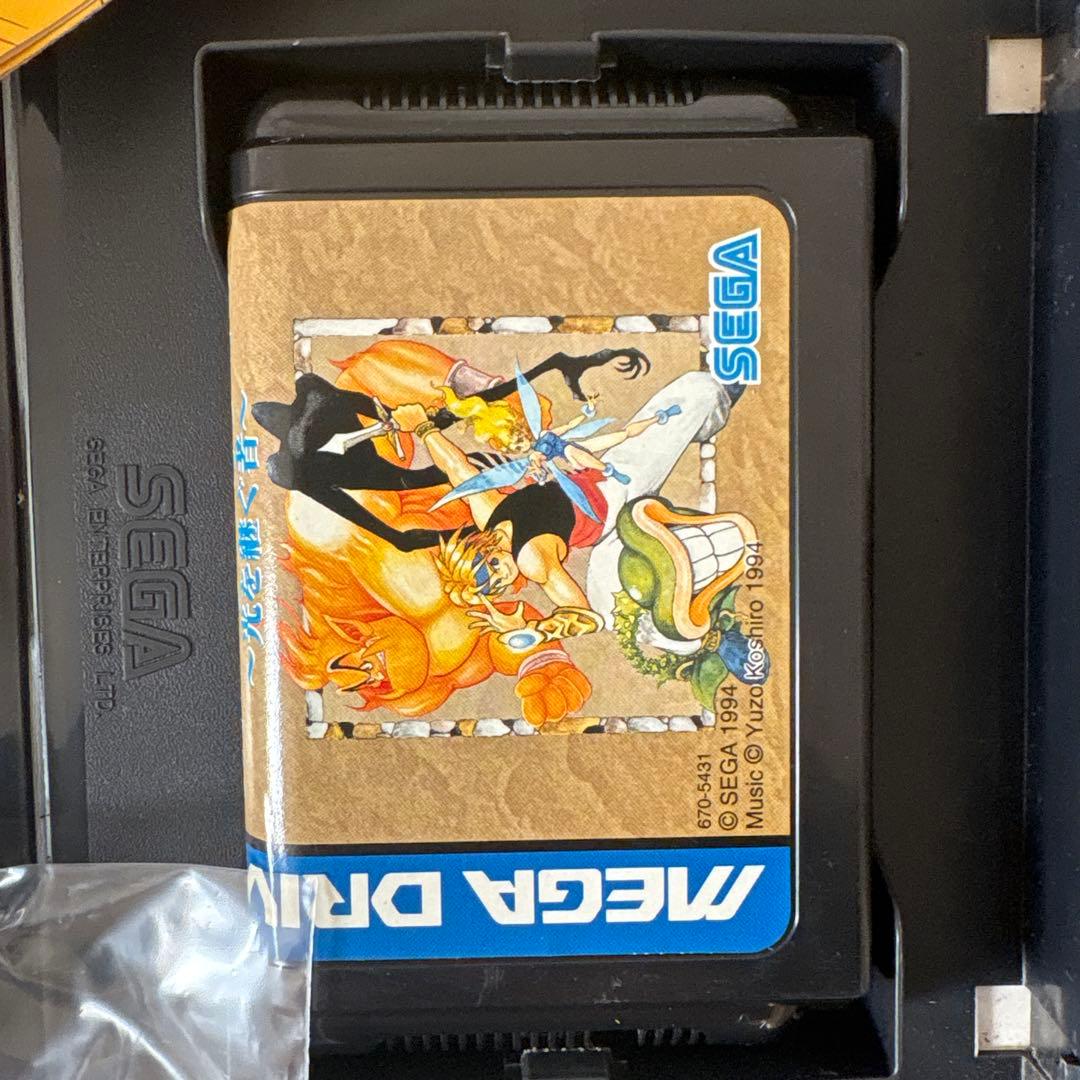 SEGA
〜光を継ぐ者〜
670-5431
© SEGA 1994
Music © Yuzo Koshiro 1994
MEGA DRIV
SEGA
SEGA ENTERPRISES, LTD.